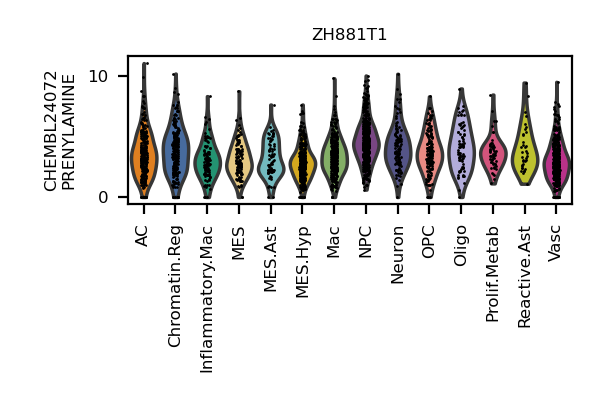 ZH881T1
CHEMBL24072
PRENYLAMINE
10
0
AC
Chromatin.Reg
Inflammatory.Mac
MES
MES.Ast
MES.Hyp
Mac
NPC
Neuron
OPC
Oligo
Prolif.Metab
Reactive.Ast
Vasc